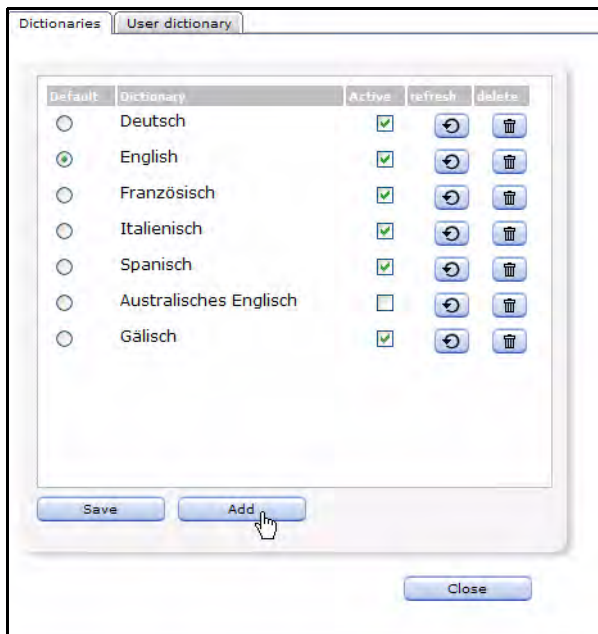 Dictionaries User dictionary
Default Dictionary Active refresh delete
Deutsch
English
Französisch
Italienisch
Spanisch
Australisches Englisch
Gälisch
Save Add
Close